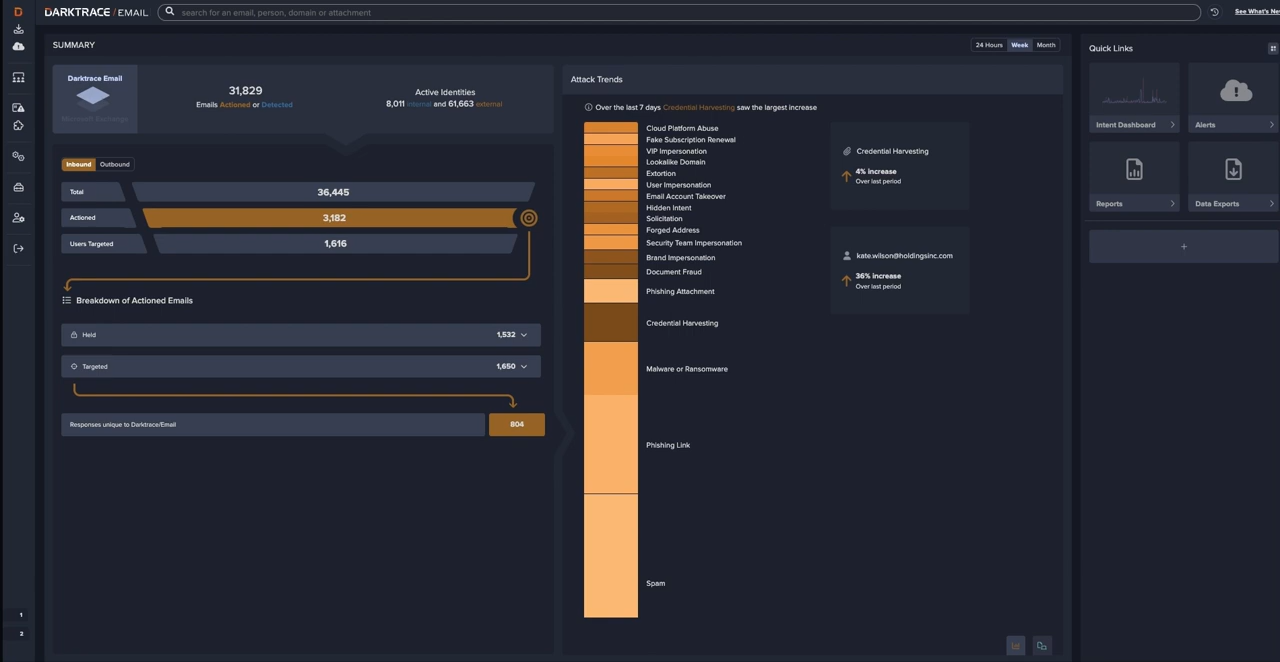 D DARKTRACE / EMAIL
search for an email, person, domain or attachment
See What's New
SUMMARY
24 Hours Week Month
Darktrace Email
Microsoft Exchange
31,829
Emails Actioned or Detected
Active Identities
8,011 internal and 61,663 external
Inbound Outbound
Total 36,445
Actioned 3,182
Users Targeted 1,616
Breakdown of Actioned Emails
Held 1,532
Targeted 1,650
Responses unique to Darktrace/Email 804
Attack Trends
Over the last 7 days Credential Harvesting saw the largest increase
Cloud Platform Abuse
Fake Subscription Renewal
VIP Impersonation
Lookalike Domain
Extortion
User Impersonation
Email Account Takeover
Hidden Intent
Solicitation
Forged Address
Security Team Impersonation
Brand Impersonation
Document Fraud
Phishing Attachment
Credential Harvesting
Malware or Ransomware
Phishing Link
Spam
Credential Harvesting
4% increase
Over last period
kate.wilson@holdingsinc.com
36% increase
Over last period
Quick Links
Intent Dashboard
Alerts
Reports
Data Exports
+
1
2